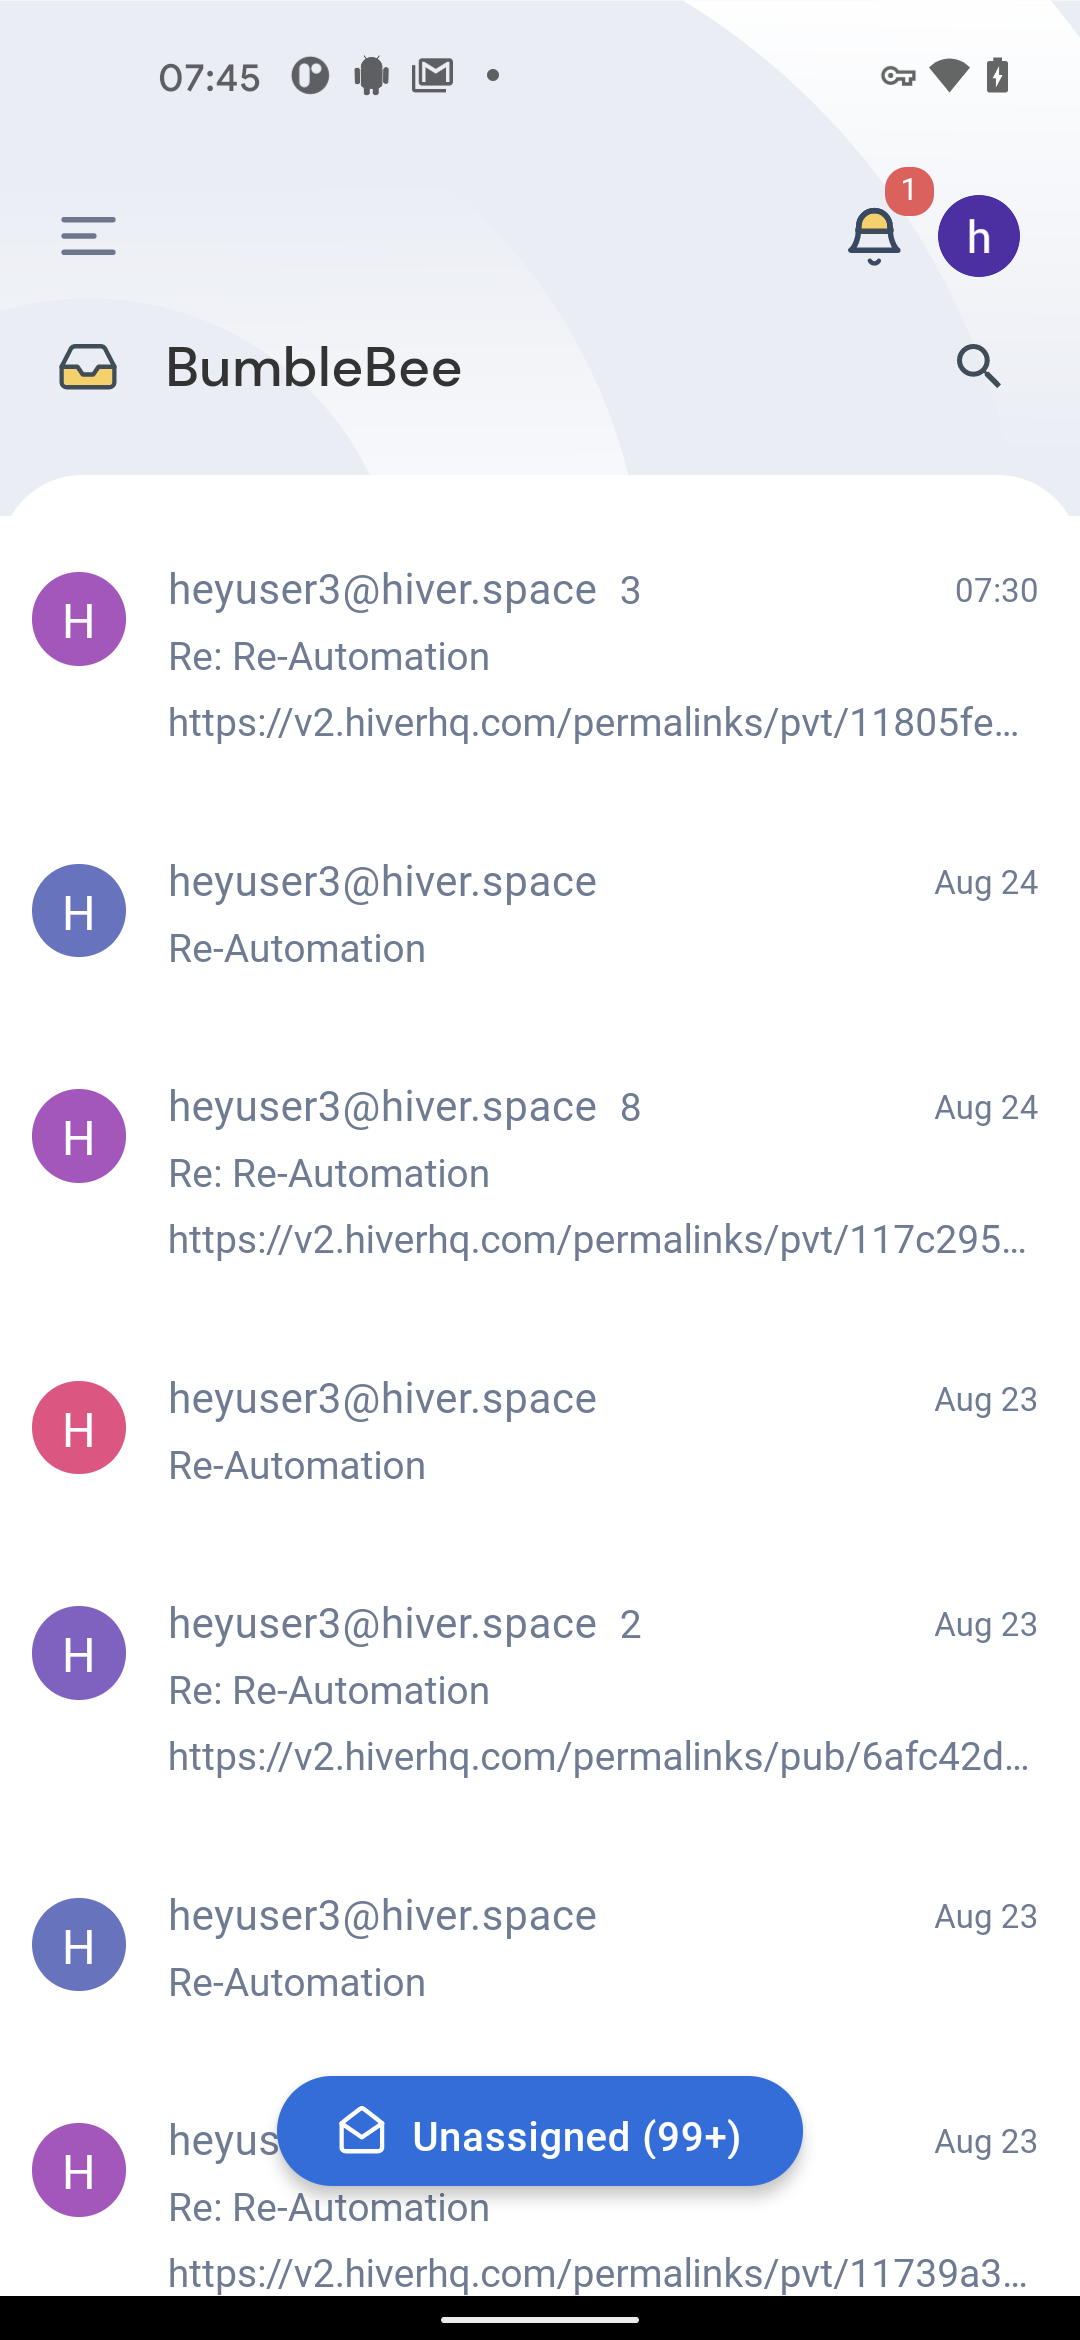 07:45
1
h
BumbleBee
H
heyuser3@hiver.space 3
07:30
Re: Re-Automation
https://v2.hiverhq.com/permalinks/pvt/11805fe...
H
heyuser3@hiver.space
Aug 24
Re-Automation
H
heyuser3@hiver.space 8
Aug 24
Re: Re-Automation
https://v2.hiverhq.com/permalinks/pvt/117c295...
H
heyuser3@hiver.space
Aug 23
Re-Automation
H
heyuser3@hiver.space 2
Aug 23
Re: Re-Automation
https://v2.hiverhq.com/permalinks/pub/6afc42d...
H
heyuser3@hiver.space
Aug 23
Re-Automation
H
heyus
Unassigned (99+)
Aug 23
Re: Re-Automation
https://v2.hiverhq.com/permalinks/pvt/11739a3...